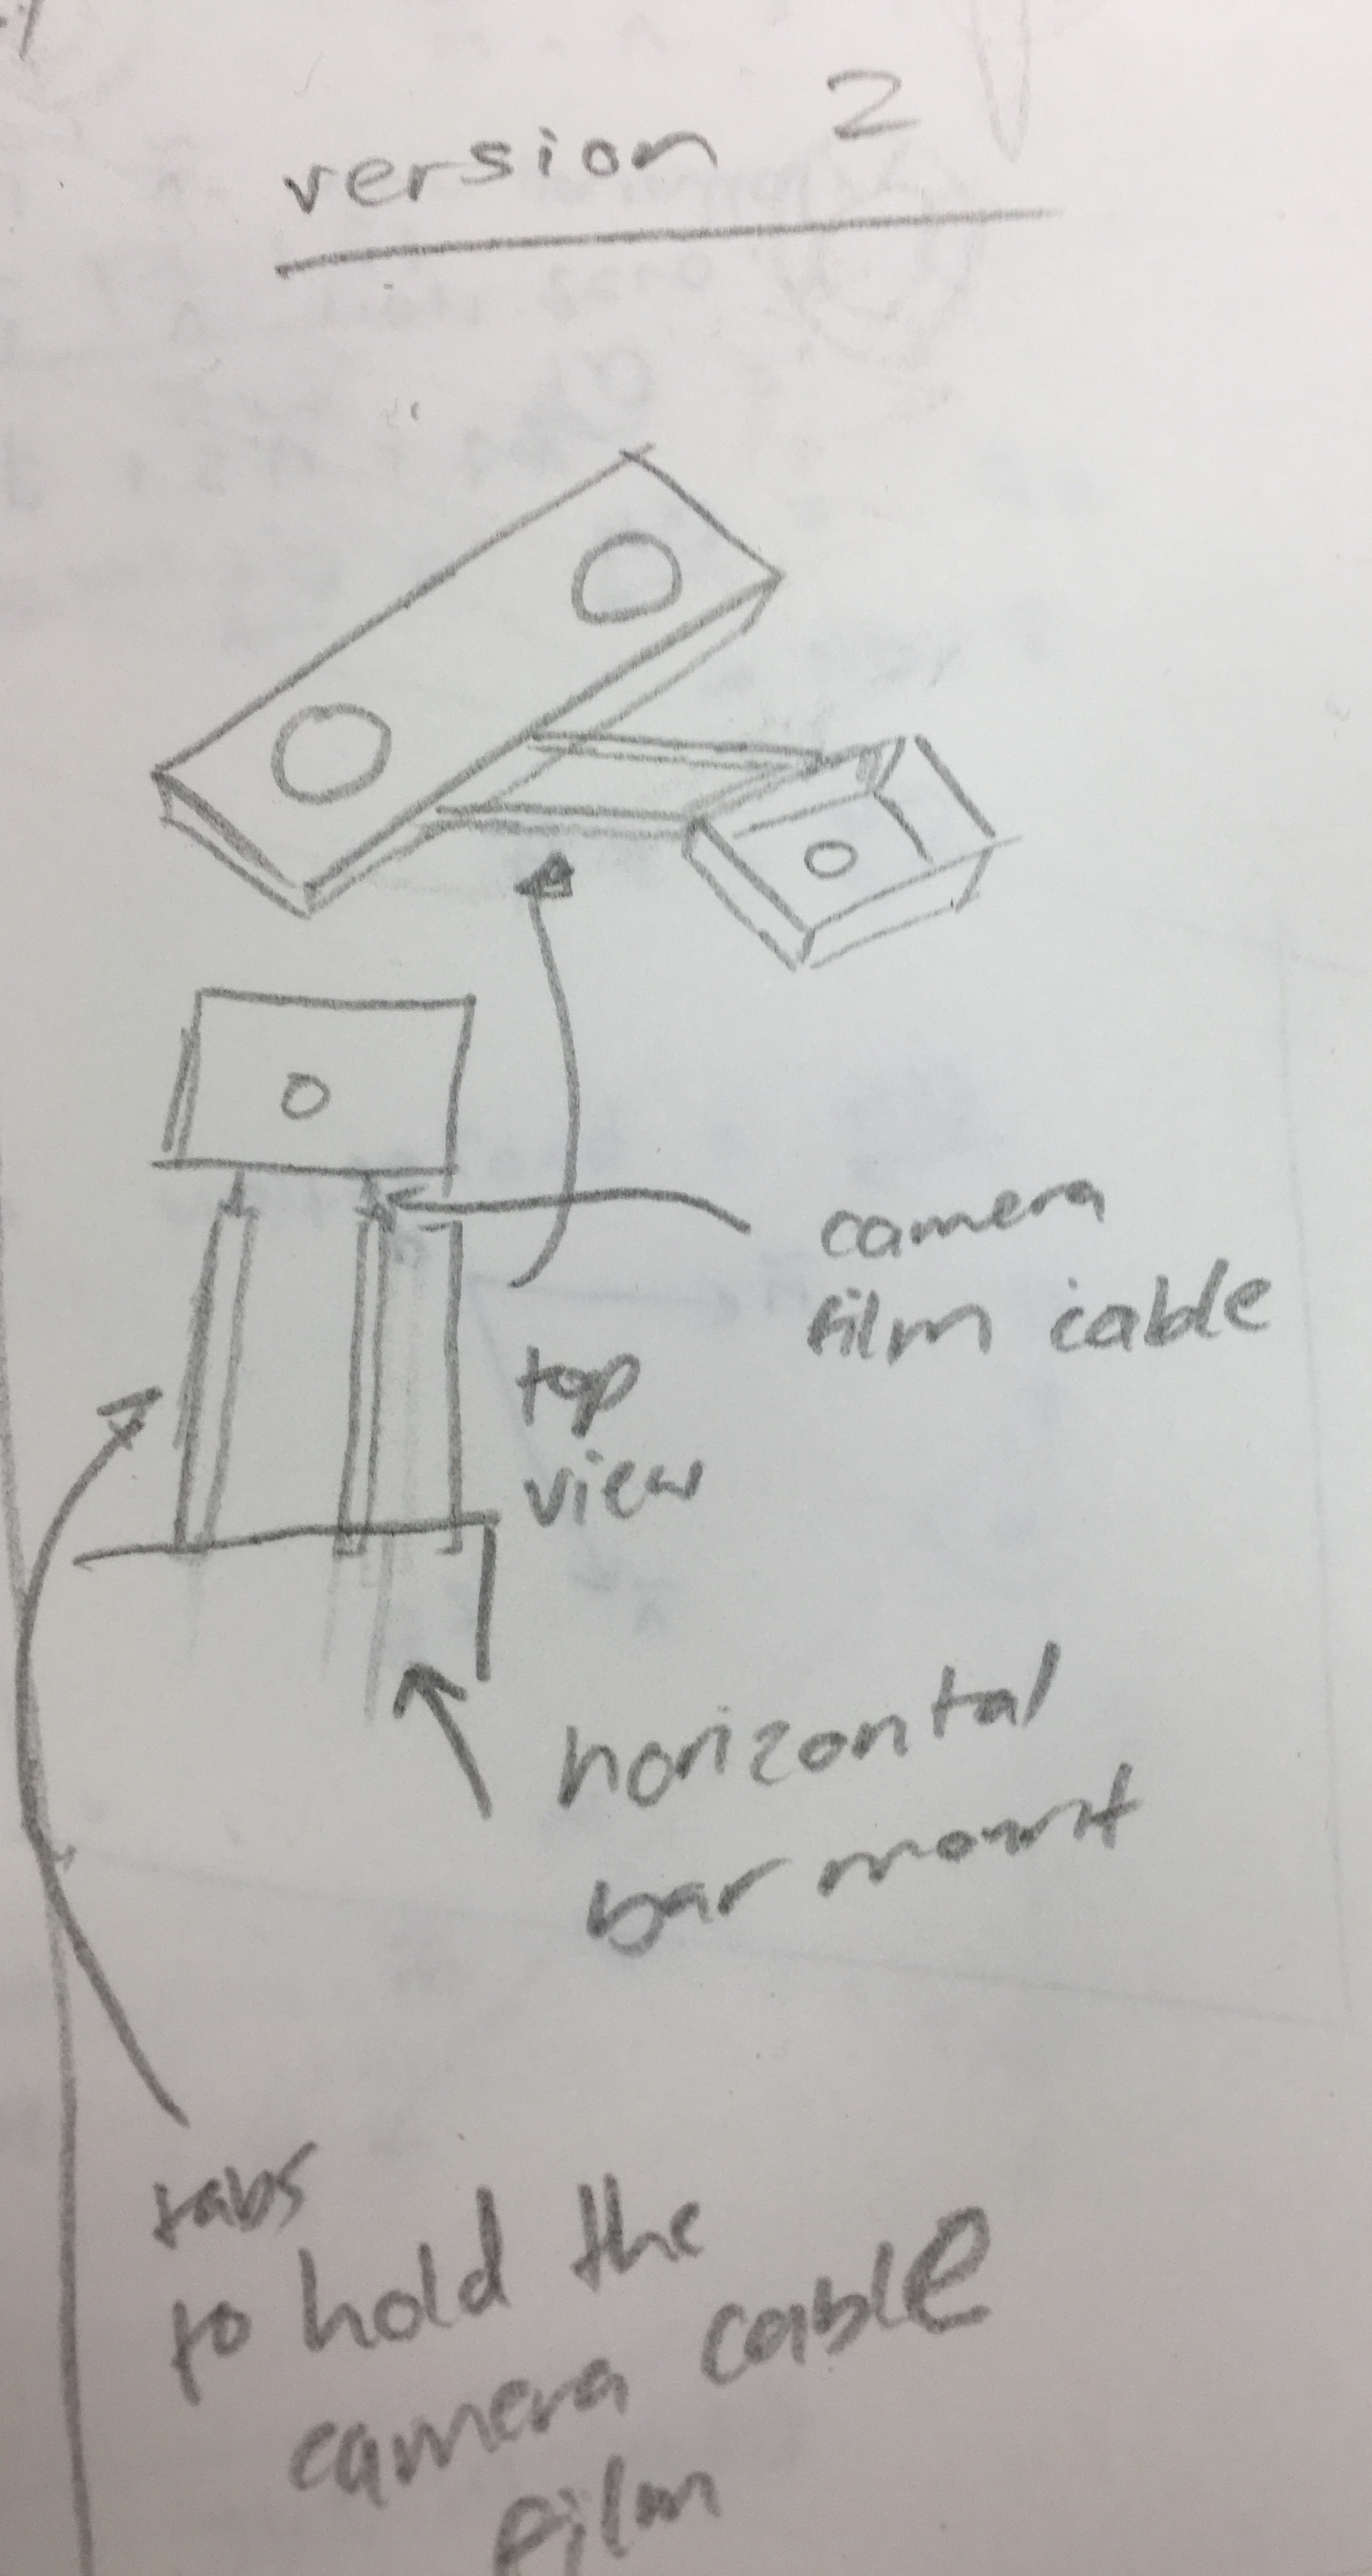 version 2
camera
film cable
top
view
horizontal
bar mount
tabs
to hold the
camera cable
film